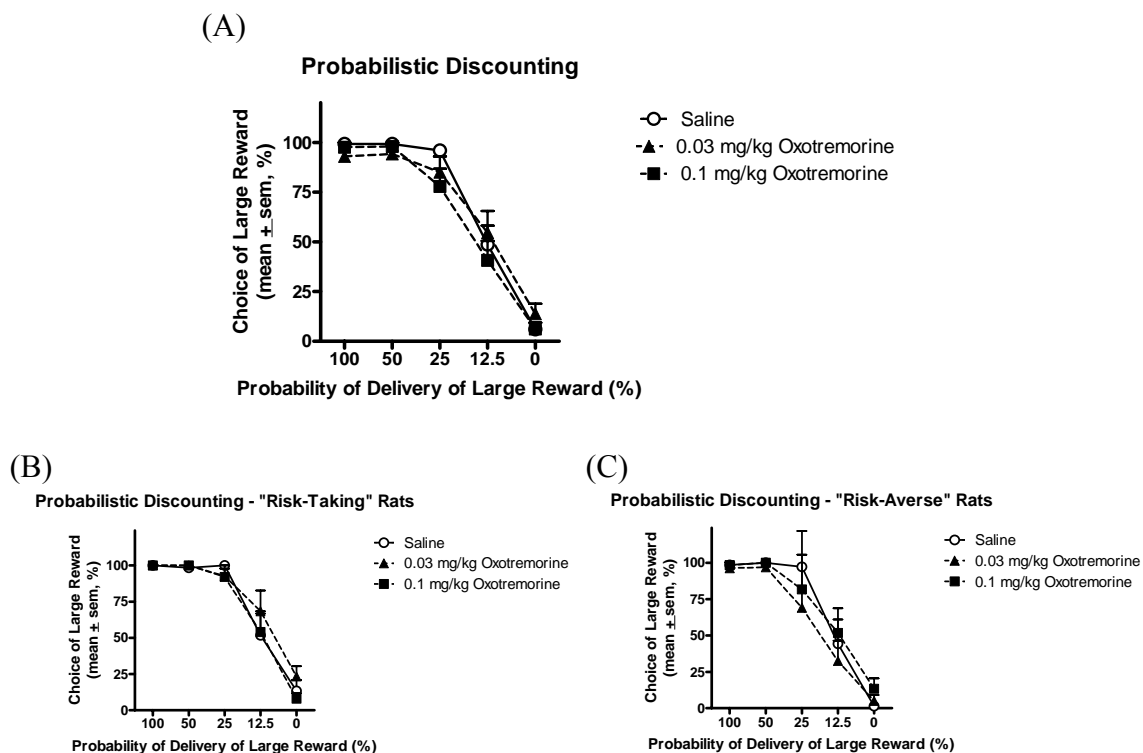 (A)
Probabilistic Discounting
Saline
0.03 mg/kg Oxotremorine
0.1 mg/kg Oxotremorine
Choice of Large Reward
(mean ± sem, %)
100
75
50
25
0
100 50 25 12.5 0
Probability of Delivery of Large Reward (%)
(B)
Probabilistic Discounting - "Risk-Taking" Rats
Saline
0.03 mg/kg Oxotremorine
0.1 mg/kg Oxotremorine
Choice of Large Reward
(mean ± sem, %)
100
75
50
25
0
100 50 25 12.5 0
Probability of Delivery of Large Reward (%)
(C)
Probabilistic Discounting - "Risk-Averse" Rats
Saline
0.03 mg/kg Oxotremorine
0.1 mg/kg Oxotremorine
Choice of Large Reward
(mean ± sem, %)
100
75
50
25
0
100 50 25 12.5 0
Probability of Delivery of Large Reward (%)